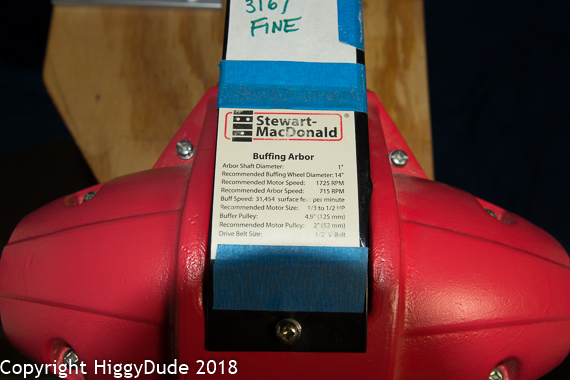 3167
FINE
Stewart-
MacDonald®
Buffing Arbor
Arbor Shaft Diameter: 1"
Recommended Buffing Wheel Diameter: 14"
Recommended Motor Speed: 1725 RPM
Recommended Arbor Speed: 715 RPM
Buff Speed: 31,454 surface feet per minute
Recommended Motor Size: 1/3 to 1/2 HP
Buffer Pulley: 4.9" (125 mm)
Recommended Motor Pulley: 2" (52 mm)
Drive Belt Size: 1/2" V-Belt
Copyright HiggyDude 2018